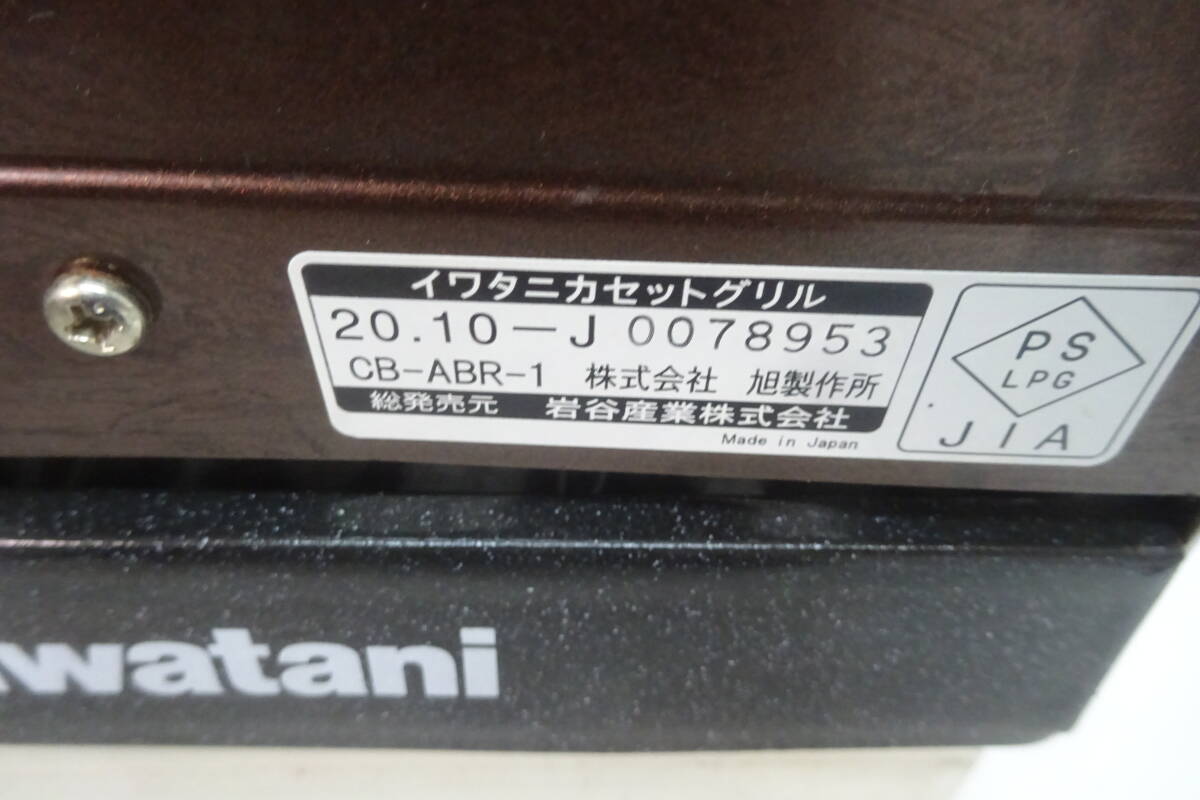 イワタニカセットグリル
20.10-J 0078953
CB-ABR-1 株式会社 旭製作所
総発売元 岩谷産業株式会社
Made in Japan
PS
LPG
JIA
Iwatani